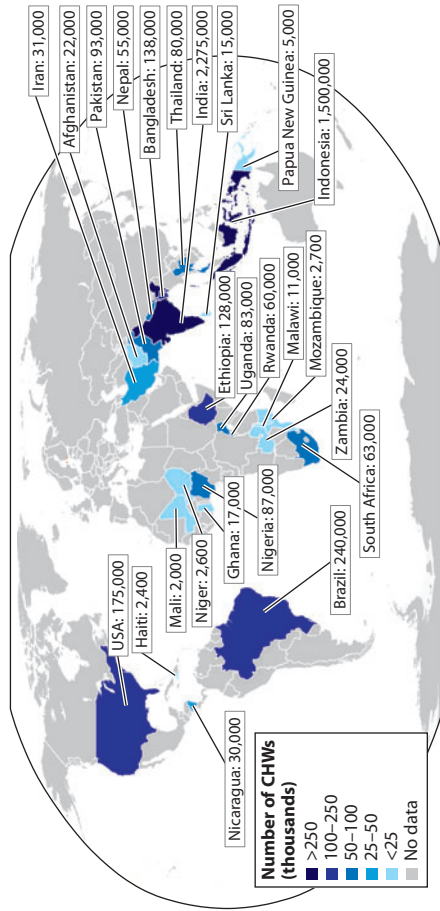 USA: 175,000
Haiti: 2,400
Nicaragua: 30,000
Brazil: 240,000
Mali: 2,000
Niger: 2,600
Ghana: 17,000
Nigeria: 87,000
South Africa: 63,000
Zambia: 24,000
Mozambique: 2,700
Malawi: 11,000
Rwanda: 60,000
Uganda: 83,000
Ethiopia: 128,000
Iran: 31,000
Afghanistan: 22,000
Pakistan: 93,000
Nepal: 55,000
Bangladesh: 138,000
Thailand: 80,000
India: 2,275,000
Sri Lanka: 15,000
Papua New Guinea: 5,000
Indonesia: 1,500,000
Number of CHWs
(thousands)
>250
100–250
50–100
25–50
<25
No data